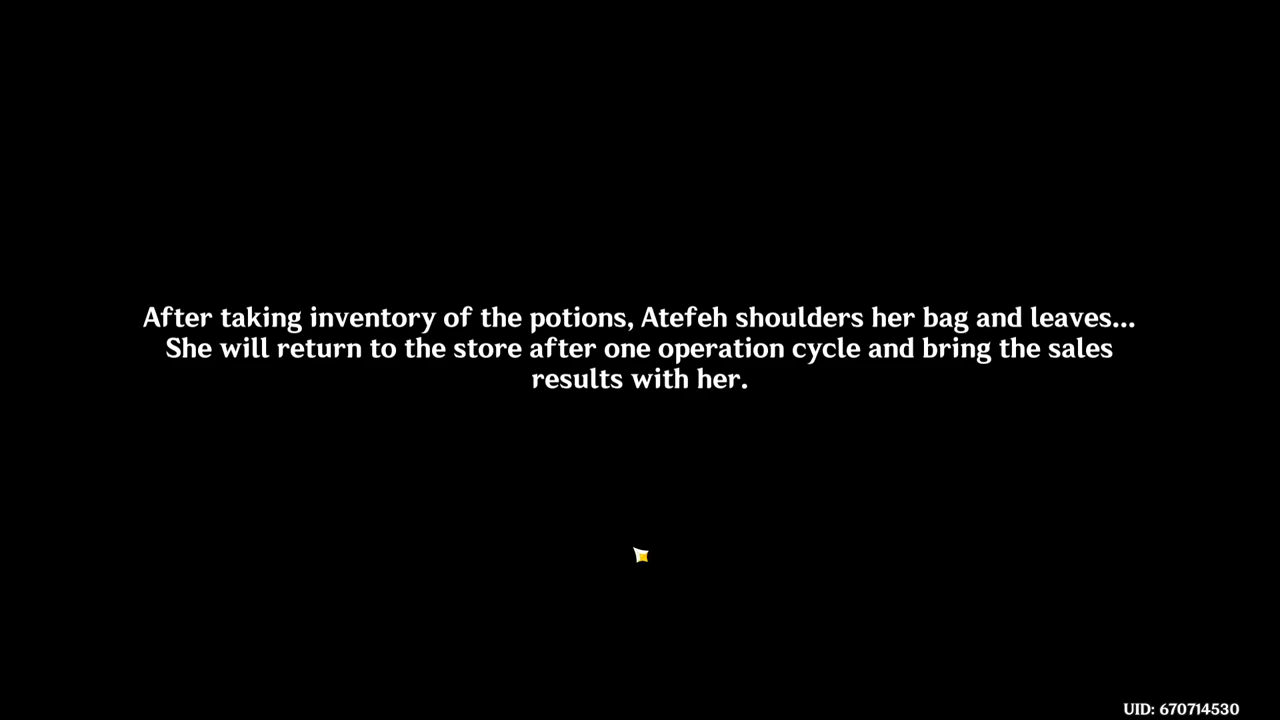 After taking inventory of the potions, Atefeh shoulders her bag and leaves...
She will return to the store after one operation cycle and bring the sales
results with her.
UID: 670714530